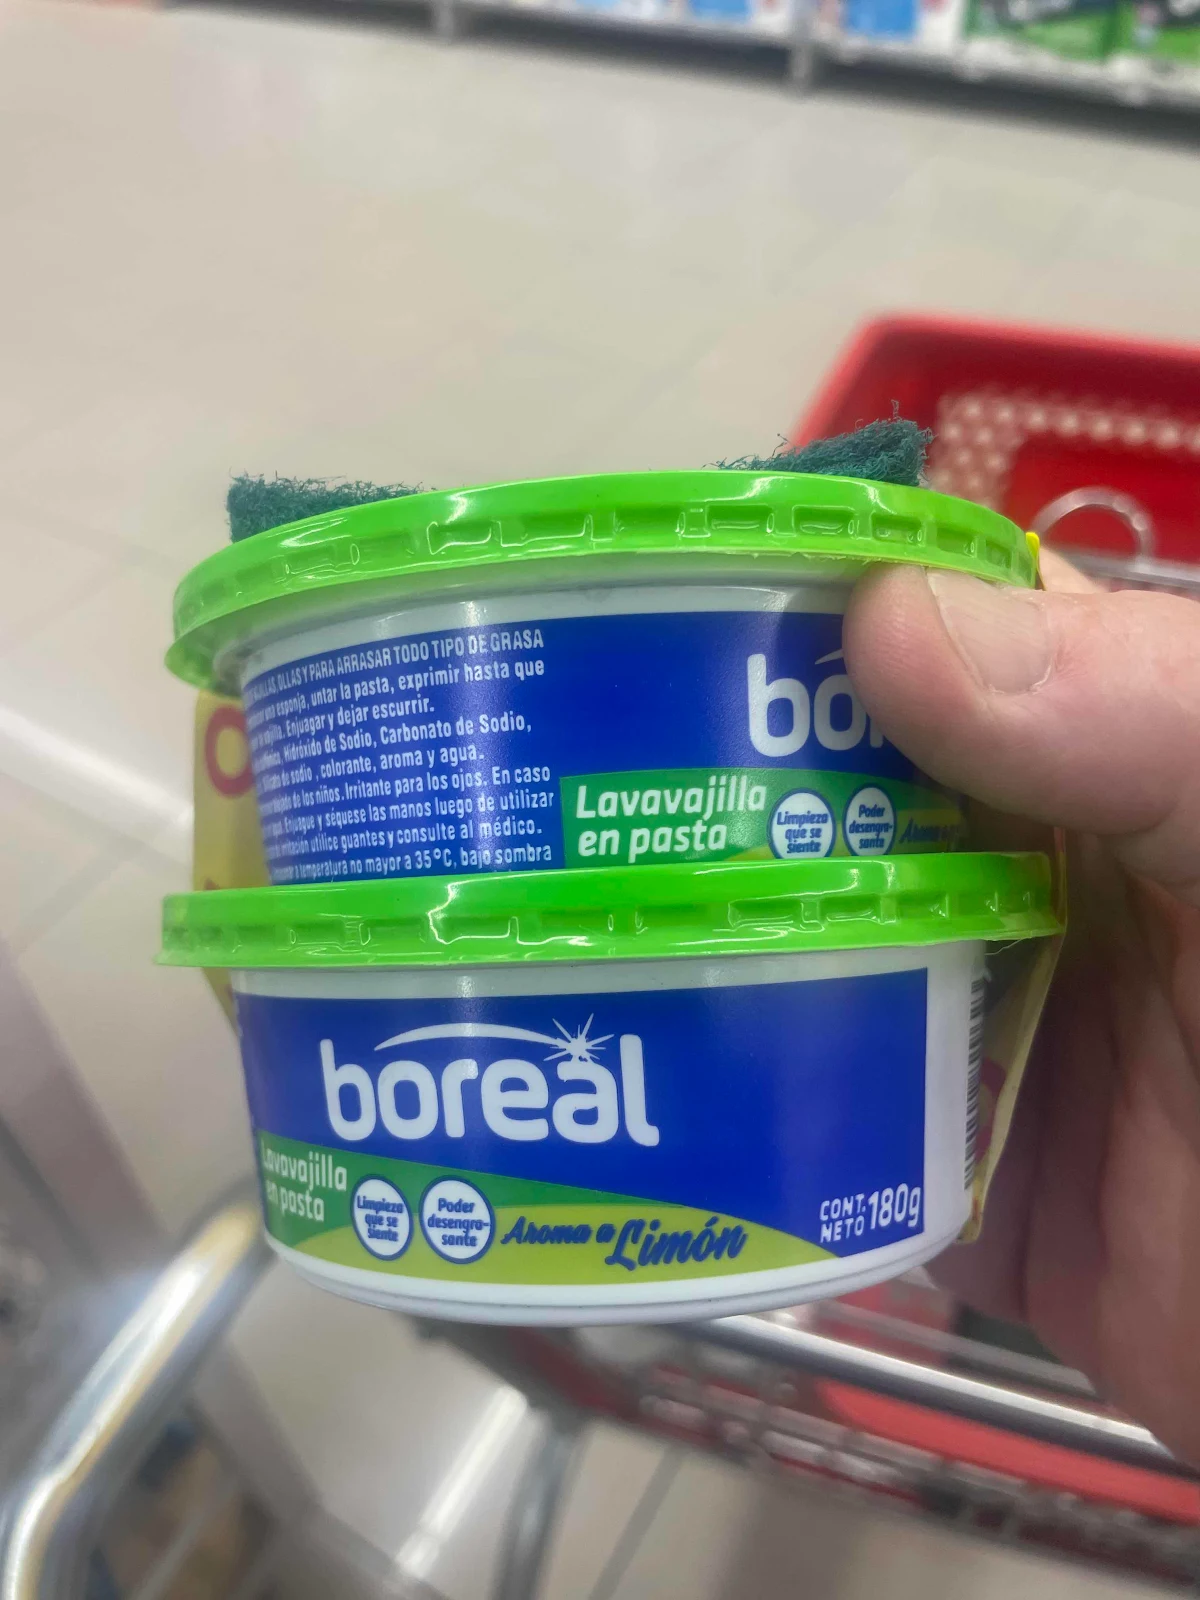 OLLAS Y PARA ARRASAR TODO TIPO DE GRASA
una esponja, untar la pasta, exprimir hasta que
Enjuagar y dejar escurrir.
Hidróxido de Sodio, Carbonato de Sodio,
de sodio, colorante, aroma y agua.
de los niños. Irritante para los ojos. En caso
Enjuague y séquese las manos luego de utilizar
utilice guantes y consulte al médico.
a temperatura no mayor a 35°C, bajo sombra
Lavavajilla
en pasta
Limpieza
que se
siente
Poder
desengra-
sante
boreal
Lavavajilla
en pasta
Limpieza
que se
siente
Poder
desengra-
sante
Aroma a Limón
CONT.
NETO 180g